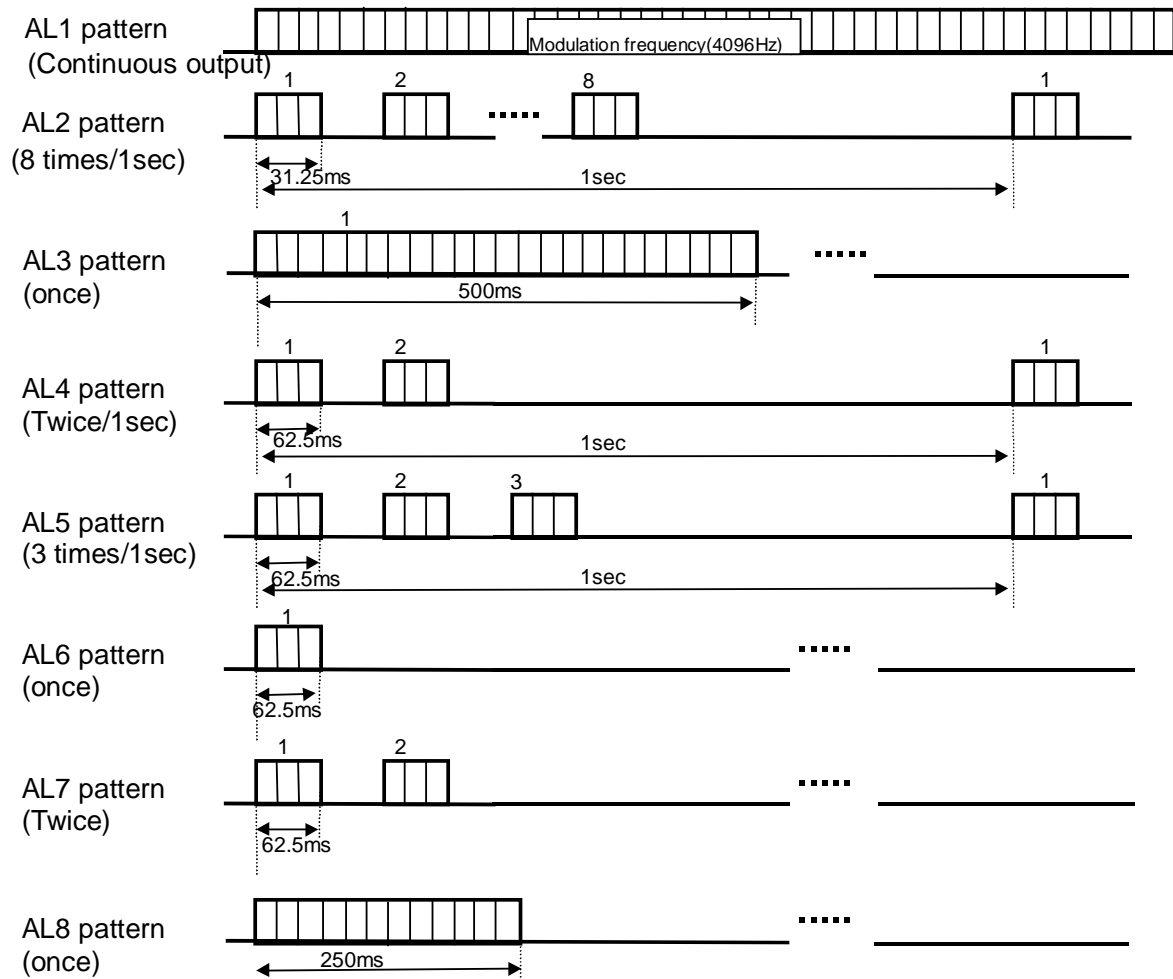 AL1 pattern
(Continuous output)
Modulation frequency(4096Hz)
1 2 8 1
AL2 pattern
(8 times/1sec)
31.25ms
1sec
1
AL3 pattern
(once)
500ms
1 2 1
AL4 pattern
(Twice/1sec)
62.5ms
1sec
1 2 3 1
AL5 pattern
(3 times/1sec)
62.5ms
1sec
1
AL6 pattern
(once)
62.5ms
1 2
AL7 pattern
(Twice)
62.5ms
AL8 pattern
(once)
250ms